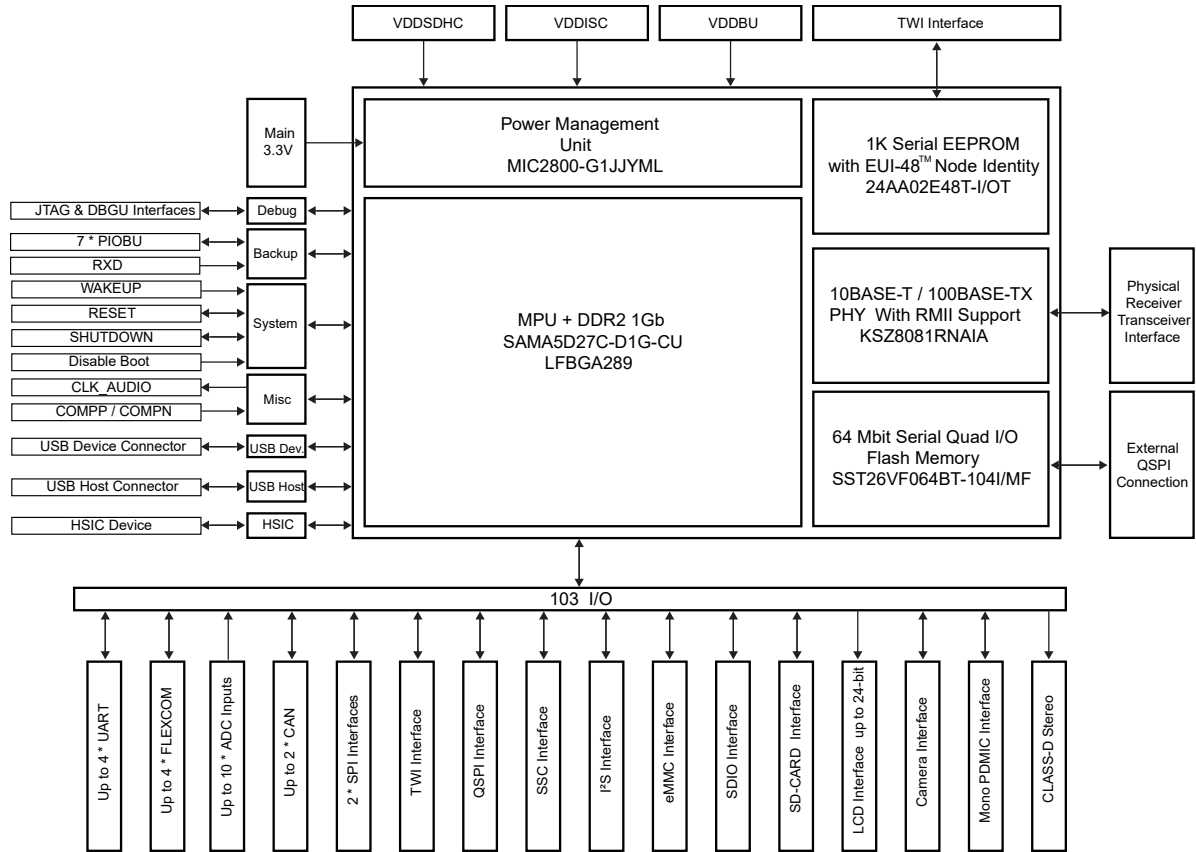 VDDSDHC
VDDISC
VDDBU
TWI Interface
Main
3.3V
Power Management
Unit
MIC2800-G1JJYML
1K Serial EEPROM
with EUI-48™ Node Identity
24AA02E48T-I/OT
JTAG & DBGU Interfaces
Debug
7 * PIOBU
RXD
Backup
WAKEUP
RESET
SHUTDOWN
Disable Boot
System
CLK_AUDIO
COMPP / COMPN
Misc
USB Device Connector
USB Dev.
USB Host Connector
USB Host
HSIC Device
HSIC
MPU + DDR2 1Gb
SAMA5D27C-D1G-CU
LFBGA289
10BASE-T / 100BASE-TX
PHY With RMII Support
KSZ8081RNAIA
Physical
Receiver
Transceiver
Interface
64 Mbit Serial Quad I/O
Flash Memory
SST26VF064BT-104I/MF
External
QSPI
Connection
103 I/O
Up to 4 * UART
Up to 4 * FLEXCOM
Up to 10 * ADC Inputs
Up to 2 * CAN
2 * SPI Interfaces
TWI Interface
QSPI Interface
SSC Interface
I²S Interface
eMMC Interface
SDIO Interface
SD-CARD Interface
LCD Interface up to 24-bit
Camera Interface
Mono PDMIC Interface
CLASS-D Stereo